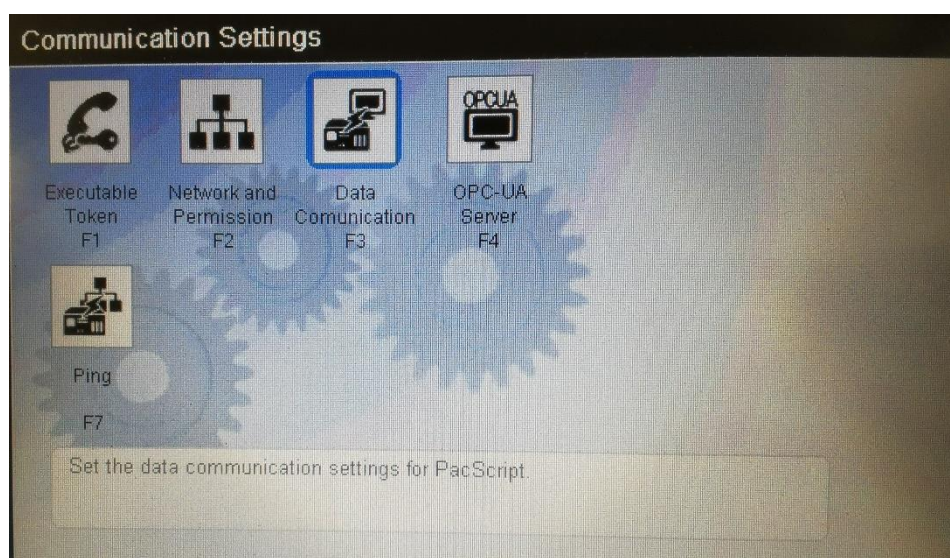 Communication Settings
OPCUA
Executable
Token
F1
Network and
Permission
F2
Data
Comunication
F3
OPC-UA
Server
F4
Ping
F7
Set the data communication settings for PacScript.